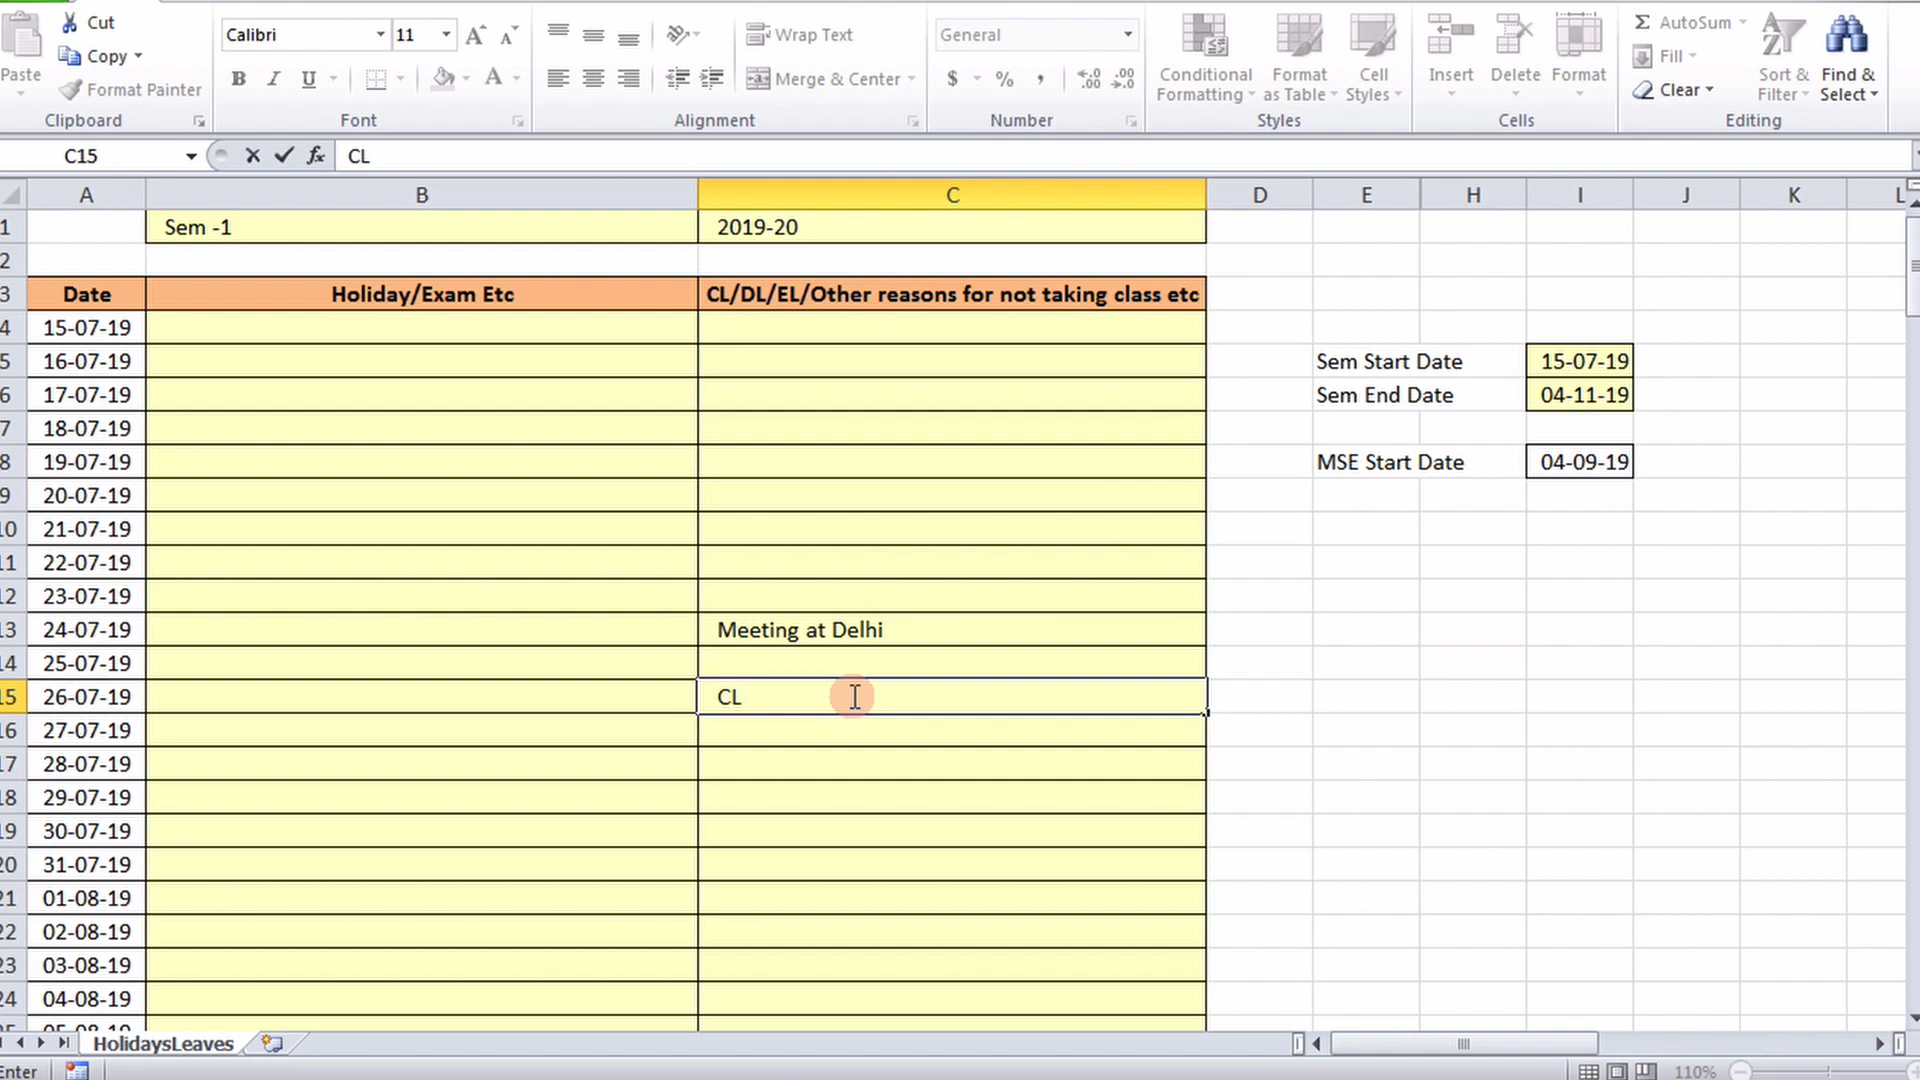 Cut
Calibri 11 Wrap Text General AutoSum
Copy Fill
Paste Format Painter B I U Merge & Center $ % , Conditional Formatting Format as Table Cell Styles Insert Delete Format Clear Sort & Filter Find & Select
Clipboard Font Alignment Number Styles Cells Editing
C15 fx CL
A B C D E H I J K L
1 Sem -1 2019-20
2
3 Date Holiday/Exam Etc CL/DL/EL/Other reasons for not taking class etc
4 15-07-19
5 16-07-19 Sem Start Date 15-07-19
6 17-07-19 Sem End Date 04-11-19
7 18-07-19
8 19-07-19 MSE Start Date 04-09-19
9 20-07-19
10 21-07-19
11 22-07-19
12 23-07-19
13 24-07-19 Meeting at Delhi
14 25-07-19
15 26-07-19 CL
16 27-07-19
17 28-07-19
18 29-07-19
19 30-07-19
20 31-07-19
21 01-08-19
22 02-08-19
23 03-08-19
24 04-08-19
HolidaysLeaves
Enter 110%